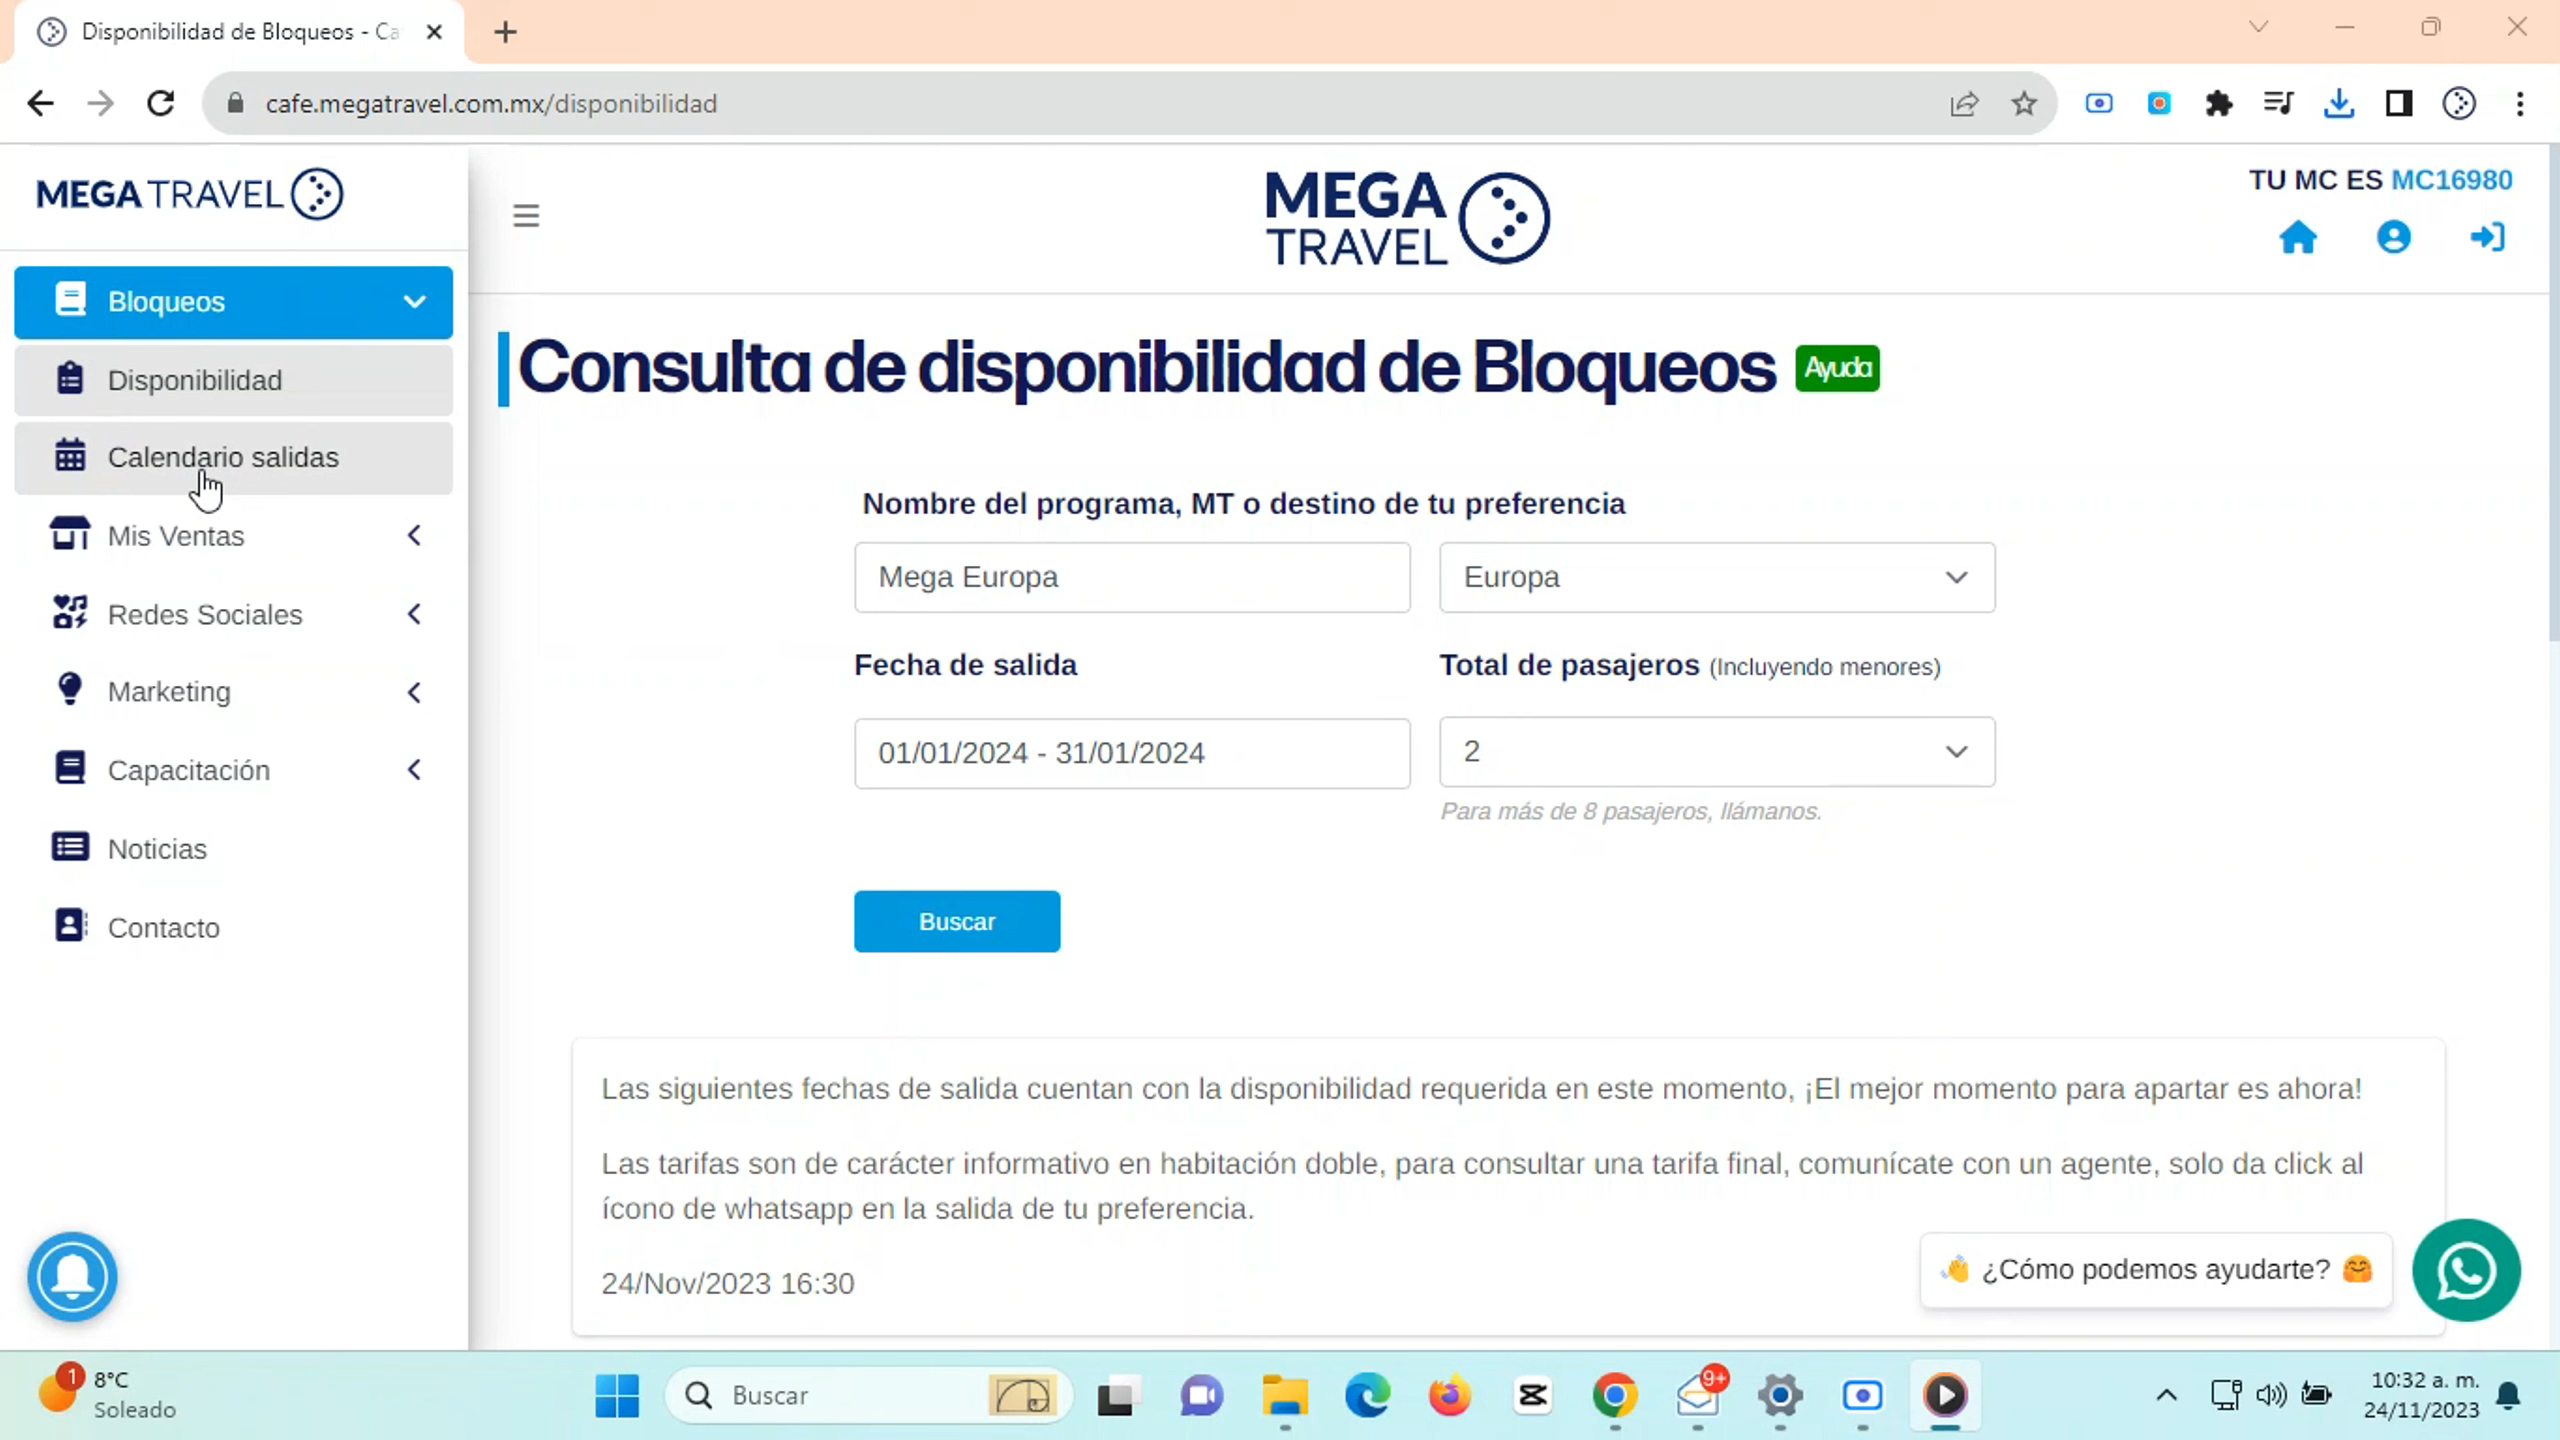 Disponibilidad de Bloqueos - Ca
cafe.megatravel.com.mx/disponibilidad
MEGA TRAVEL
Bloqueos
Disponibilidad
Calendario salidas
Mis Ventas
Redes Sociales
Marketing
Capacitación
Noticias
Contacto
MEGA
TRAVEL
TU MC ES MC16980
Consulta de disponibilidad de Bloqueos Ayuda
Nombre del programa, MT o destino de tu preferencia
Mega Europa
Europa
Fecha de salida
Total de pasajeros (Incluyendo menores)
01/01/2024 - 31/01/2024
2
Para más de 8 pasajeros, llámanos.
Buscar
Las siguientes fechas de salida cuentan con la disponibilidad requerida en este momento, ¡El mejor momento para apartar es ahora!
Las tarifas son de carácter informativo en habitación doble, para consultar una tarifa final, comunícate con un agente, solo da click al
ícono de whatsapp en la salida de tu preferencia.
24/Nov/2023 16:30
👋 ¿Cómo podemos ayudarte? 🤗
1
8°C
Soleado
Buscar
9+
10:32 a. m.
24/11/2023